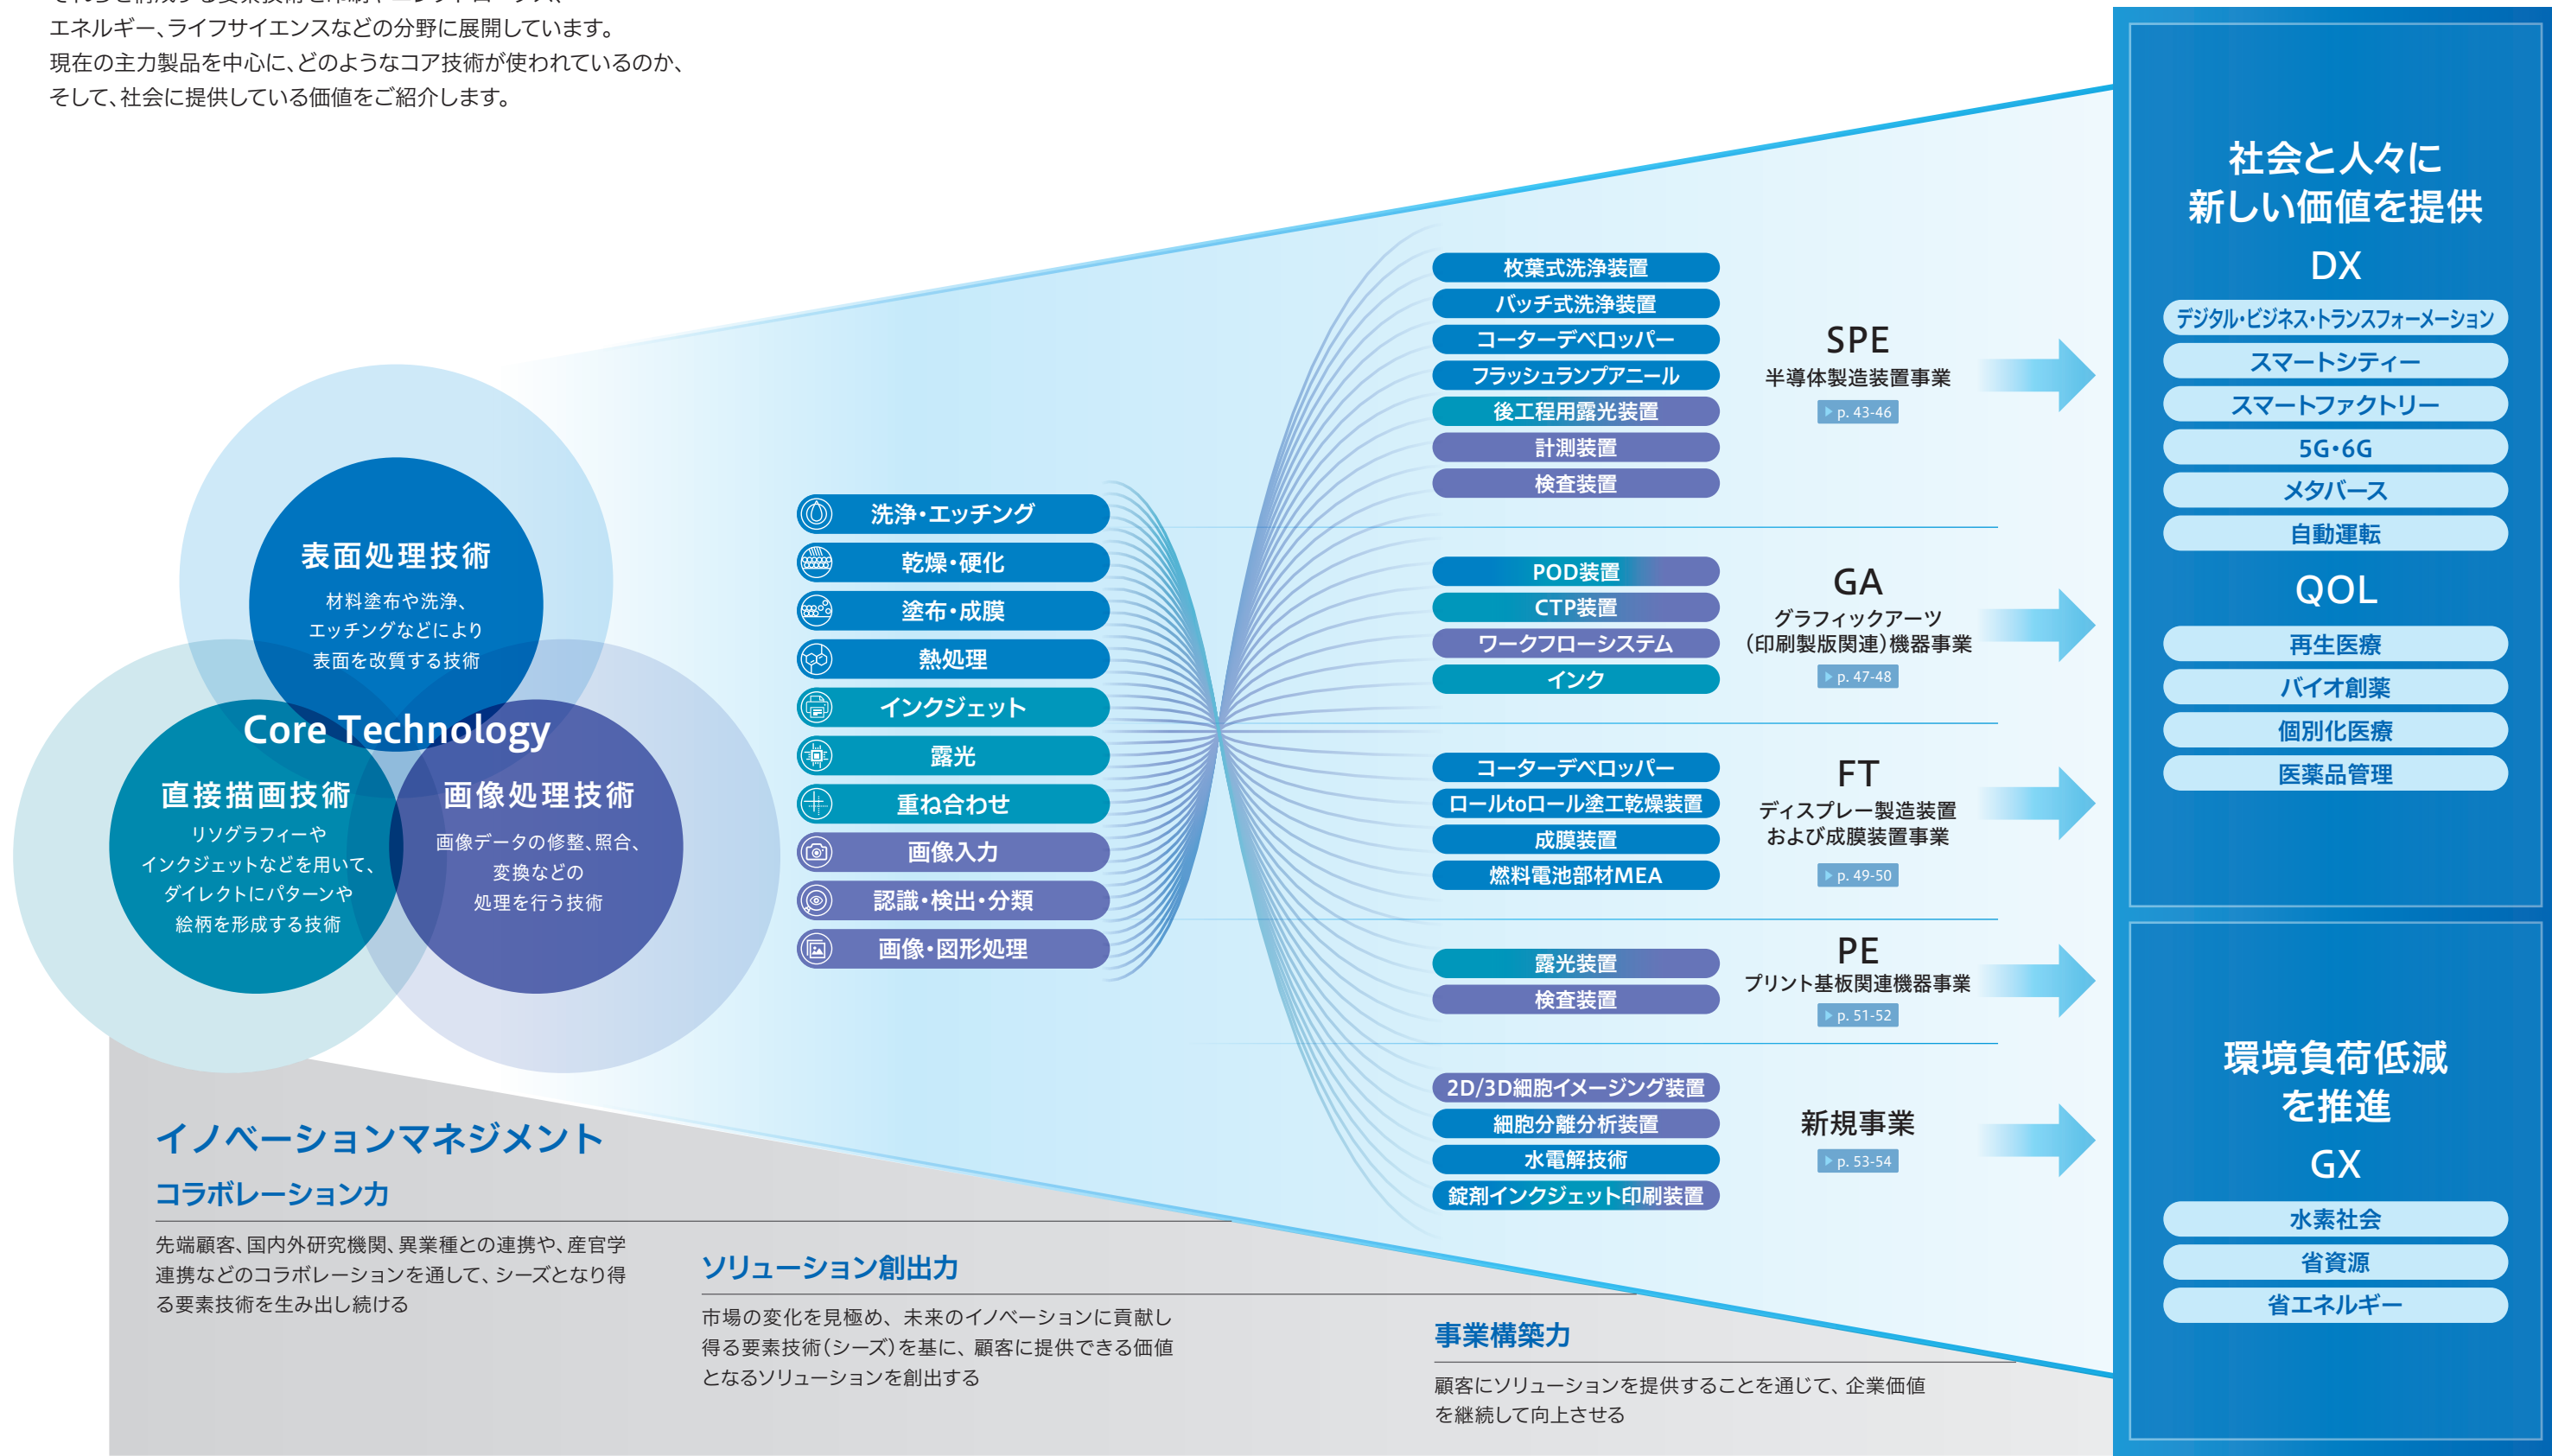 エネルギー、ライフサイエンスなどの分野に展開しています。
現在の主力製品を中心に、どのようなコア技術が使われているのか、
そして、社会に提供している価値をご紹介します。
表面処理技術
材料塗布や洗浄、
エッチングなどにより
表面を改質する技術
Core Technology
直接描画技術
リソグラフィーや
インクジェットなどを用いて、
ダイレクトにパターンや
絵柄を形成する技術
画像処理技術
画像データの修整、照合、
変換などの
処理を行う技術
洗浄・エッチング
乾燥・硬化
塗布・成膜
熱処理
インクジェット
露光
重ね合わせ
画像入力
認識・検出・分類
画像・図形処理
枚葉式洗浄装置
バッチ式洗浄装置
コーターデベロッパー
フラッシュランプアニール
後工程用露光装置
計測装置
検査装置
SPE
半導体製造装置事業
p. 43-46
POD装置
CTP装置
ワークフローシステム
インク
GA
グラフィックアーツ
(印刷製版関連)機器事業
p. 47-48
コーターデベロッパー
ロールtoロール塗工乾燥装置
成膜装置
燃料電池部材MEA
FT
ディスプレー製造装置
および成膜装置事業
p. 49-50
露光装置
検査装置
PE
プリント基板関連機器事業
p. 51-52
2D/3D細胞イメージング装置
細胞分離分析装置
水電解技術
錠剤インクジェット印刷装置
新規事業
p. 53-54
社会と人々に
新しい価値を提供
DX
デジタル・ビジネス・トランスフォーメーション
スマートシティー
スマートファクトリー
5G・6G
メタバース
自動運転
QOL
再生医療
バイオ創薬
個別化医療
医薬品管理
環境負荷低減
を推進
GX
水素社会
省資源
省エネルギー
イノベーションマネジメント
コラボレーション力
先端顧客、国内外研究機関、異業種との連携や、産官学
連携などのコラボレーションを通して、シーズとなり得
る要素技術を生み出し続ける
ソリューション創出力
市場の変化を見極め、未来のイノベーションに貢献し
得る要素技術(シーズ)を基に、顧客に提供できる価値
となるソリューションを創出する
事業構築力
顧客にソリューションを提供することを通じて、企業価値
を継続して向上させる